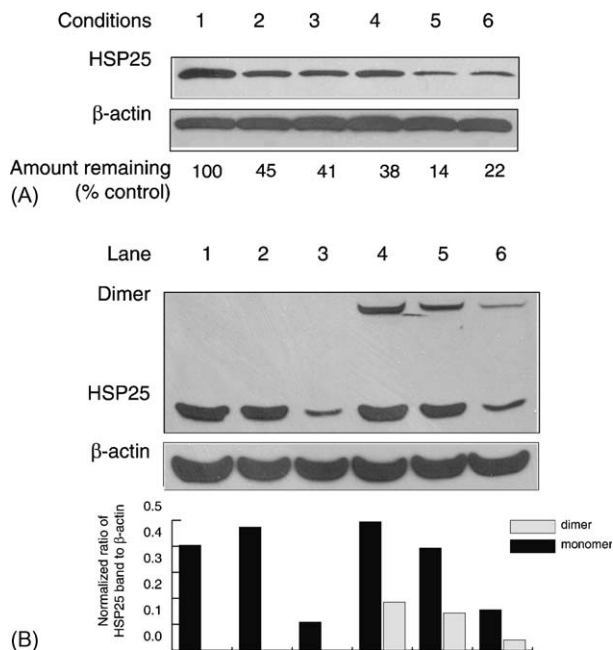 Conditions 1 2 3 4 5 6
HSP25
β-actin
Amount remaining 100 45 41 38 14 22
(% control)
(A)
Lane 1 2 3 4 5 6
Dimer
HSP25
β-actin
Normalized ratio of
HSP25 band to β-actin
0.5
0.4
0.3
0.2
0.1
0.0
dimer
monomer
(B)